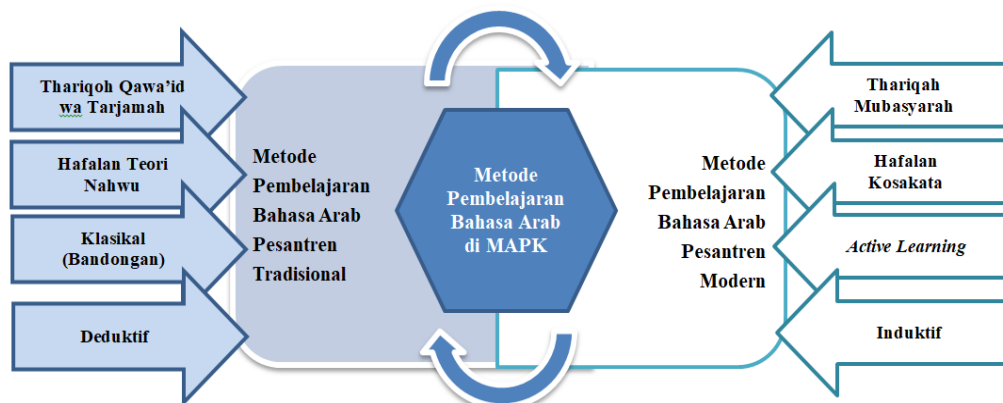 Thariqoh Qawa'id
wa Tarjamah
Hafalan Teori
Nahwu
Klasikal
(Bandongan)
Deduktif
Metode
Pembelajaran
Bahasa Arab
Pesantren
Tradisional
Metode
Pembelajaran
Bahasa Arab
di MAPK
Metode
Pembelajaran
Bahasa Arab
Pesantren
Modern
Thariqah
Mubasyarah
Hafalan
Kosakata
Active Learning
Induktif